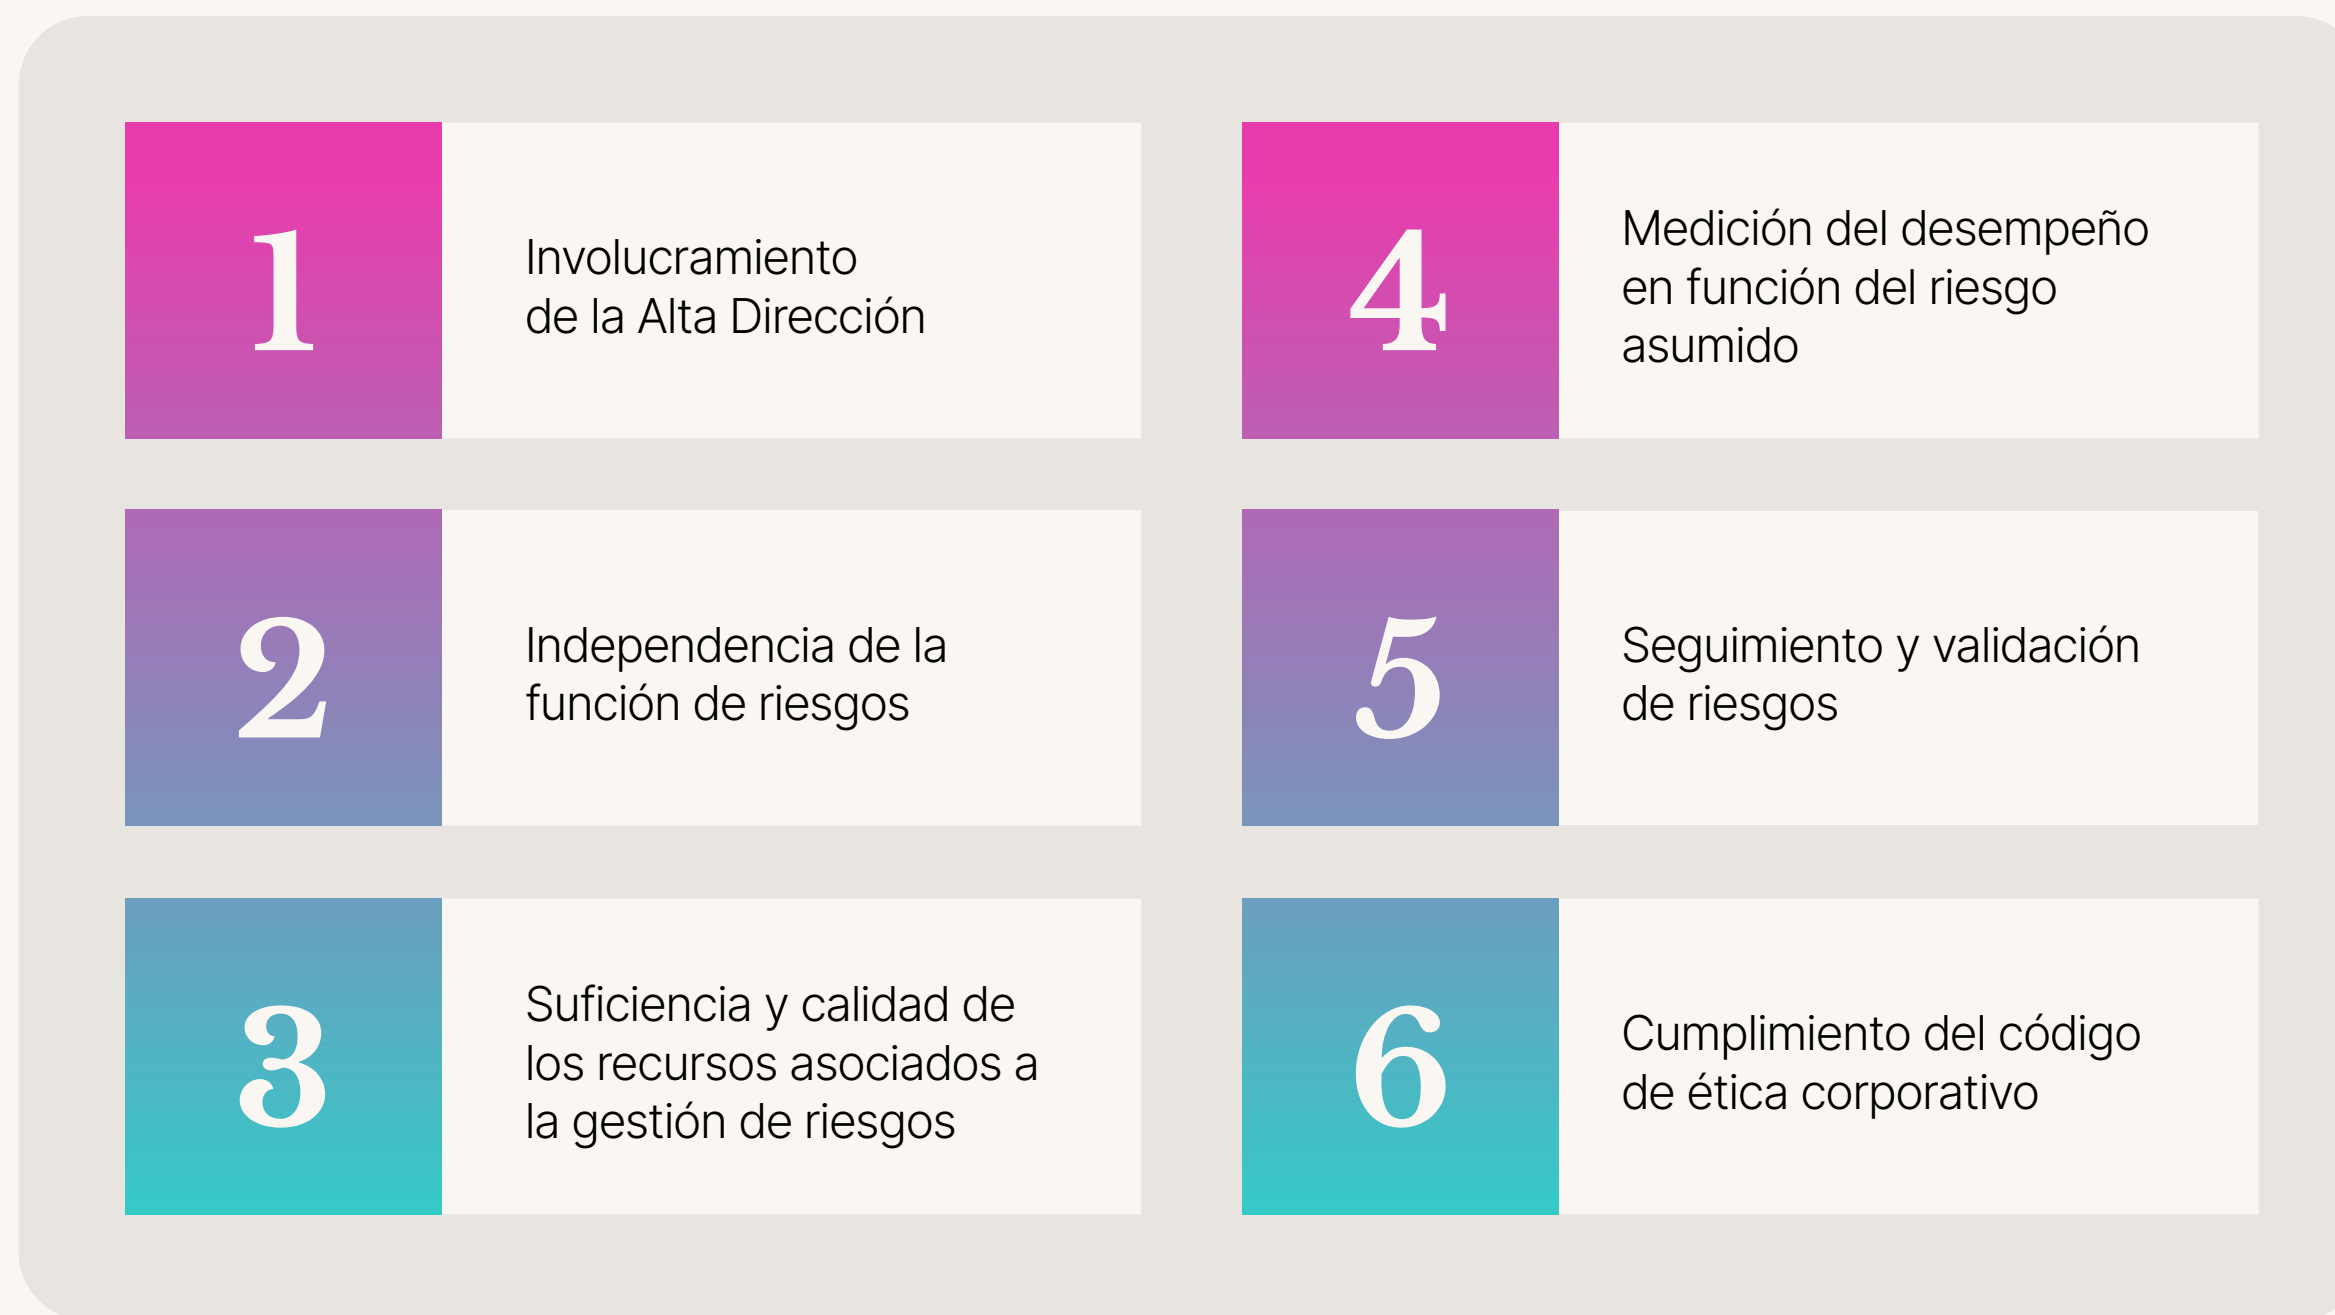 1
Involucramiento
de la Alta Dirección
2
Independencia de la
función de riesgos
3
Suficiencia y calidad de
los recursos asociados a
la gestión de riesgos
4
Medición del desempeño
en función del riesgo
asumido
5
Seguimiento y validación
de riesgos
6
Cumplimiento del código
de ética corporativo